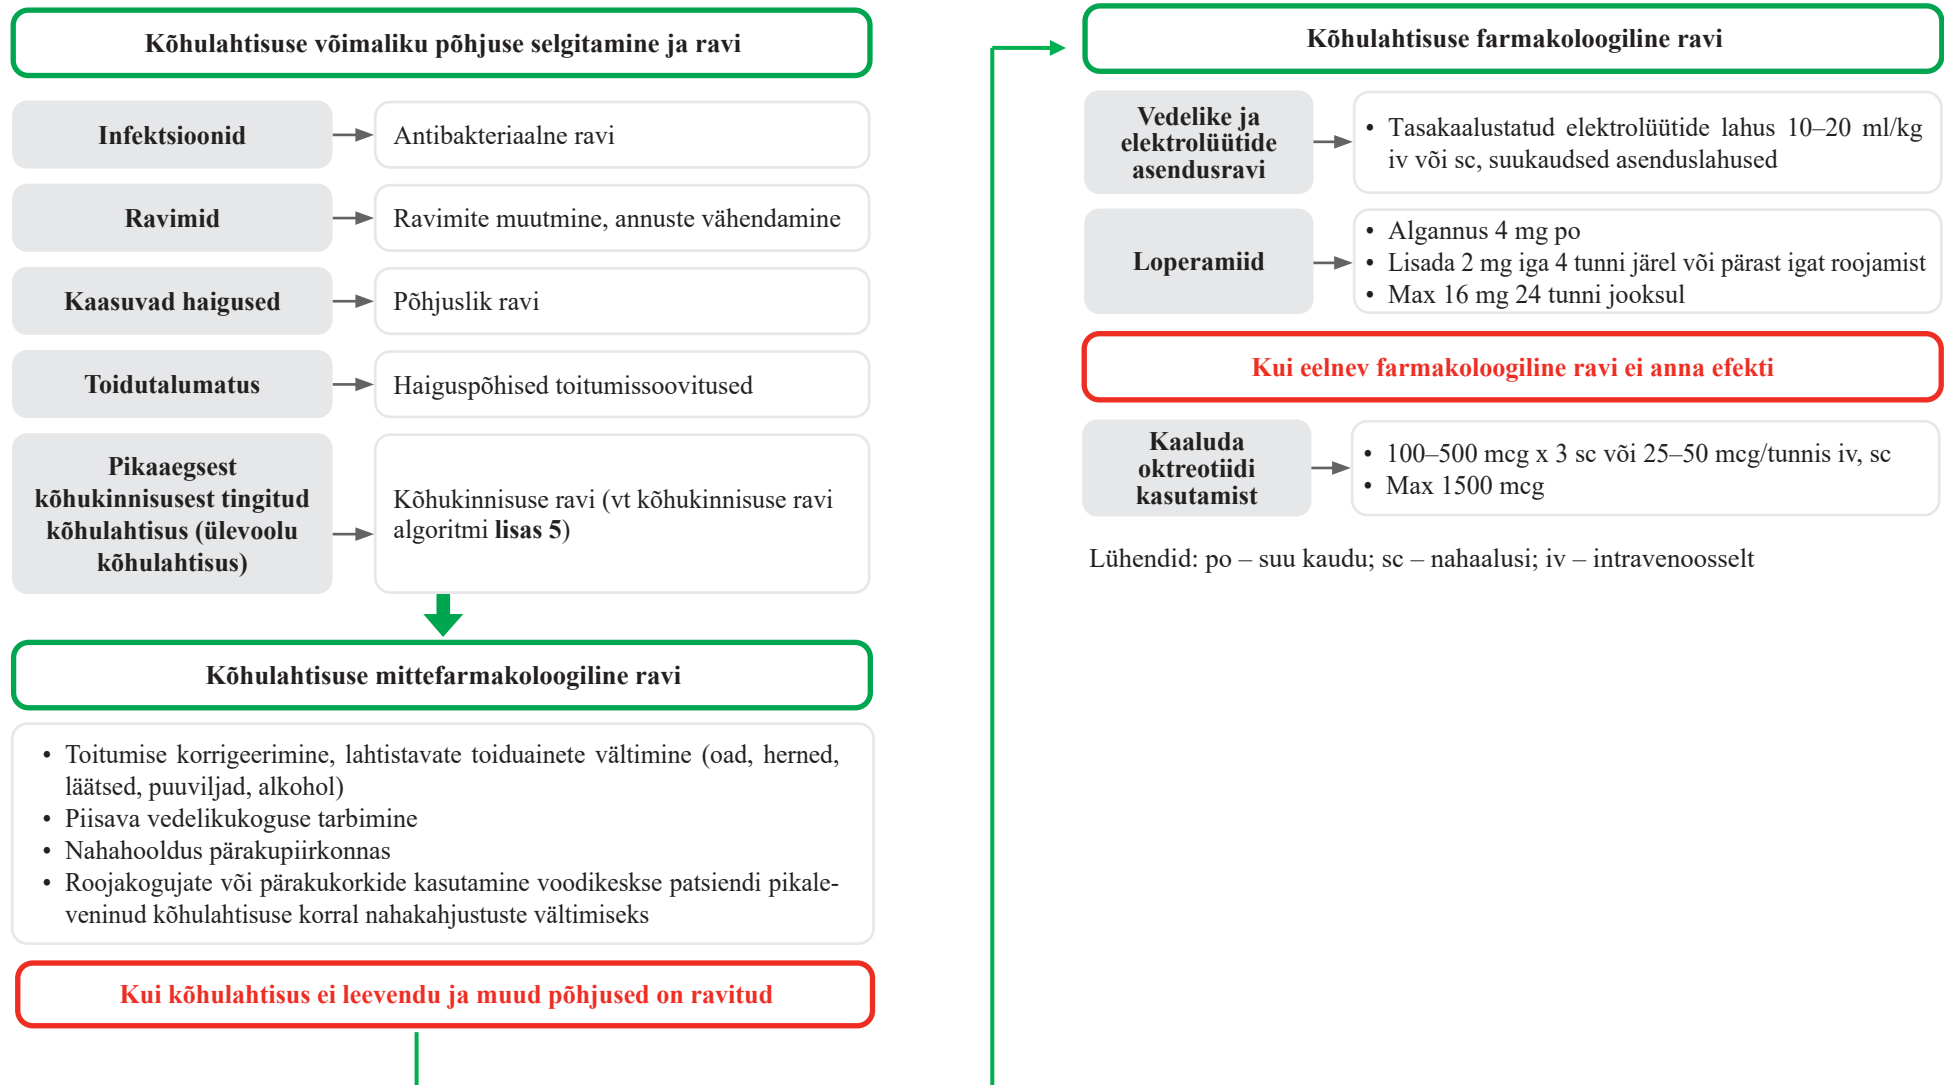 Kõhulahtisuse võimaliku põhjuse selgitamine ja ravi
Infektsioonid
Antibakteriaalne ravi
Ravimid
Ravimite muutmine, annuste vähendamine
Kaasuvad haigused
Põhjuslik ravi
Toidutalumatus
Haiguspõhised toitumissoovitused
Pikaaegsest
kõhukinnisusest tingitud
kõhulahtisus (ülevoolu
kõhulahtisus)
Kõhukinnisuse ravi (vt kõhukinnisuse ravi
algoritmi lisas 5)
Kõhulahtisuse mittefarmakoloogiline ravi
• Toitumise korrigeerimine, lahtistavate toiduainete vältimine (oad, herned,
läätsed, puuviljad, alkohol)
• Piisava vedelikukoguse tarbimine
• Nahahooldus pärakupiirkonnas
• Roojakogujate või pärakukorkide kasutamine voodikeskse patsiendi pikale-
veninud kõhulahtisuse korral nahakahjustuste vältimiseks
Kui kõhulahtisus ei leevendu ja muud põhjused on ravitud
Kõhulahtisuse farmakoloogiline ravi
Vedelike ja
elektrolüütide
asendusravi
• Tasakaalustatud elektrolüütide lahus 10–20 ml/kg
iv või sc, suukaudsed asenduslahused
Loperamiid
• Algannus 4 mg po
• Lisada 2 mg iga 4 tunni järel või pärast igat roojamist
• Max 16 mg 24 tunni jooksul
Kui eelnev farmakoloogiline ravi ei anna efekti
Kaaluda
oktreotiidi
kasutamist
• 100–500 mcg x 3 sc või 25–50 mcg/tunnis iv, sc
• Max 1500 mcg
Lühendid: po – suu kaudu; sc – nahaalusi; iv – intravenoosselt